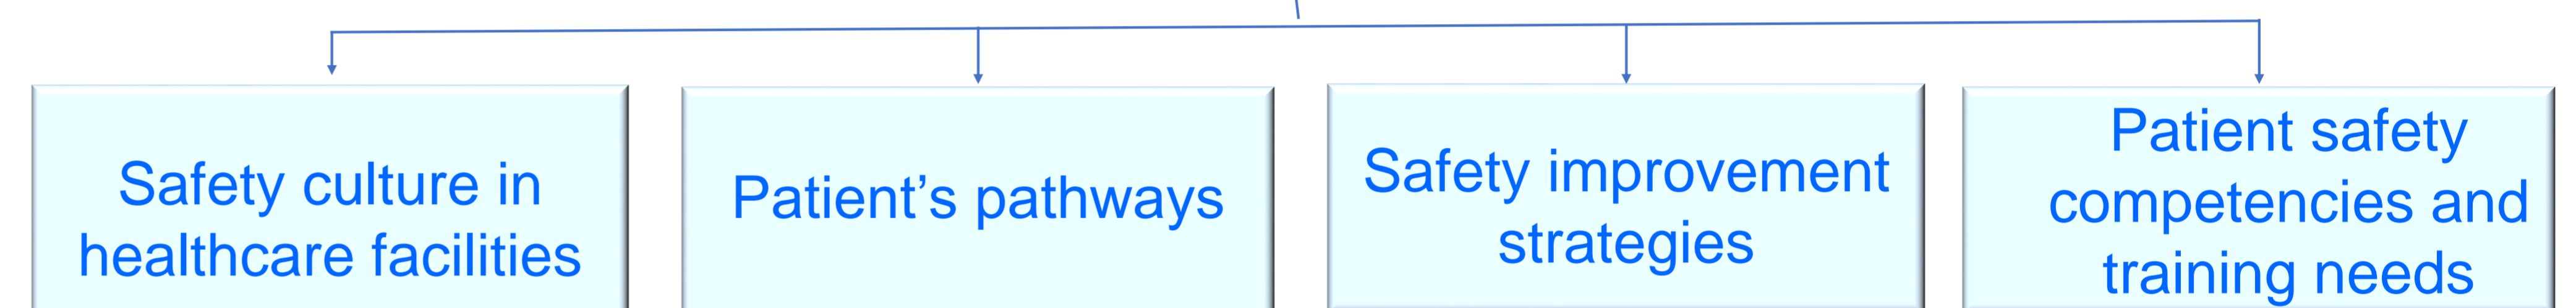 Safety culture in
healthcare facilities
Patient’s pathways
Safety improvement
strategies
Patient safety
competencies and
training needs